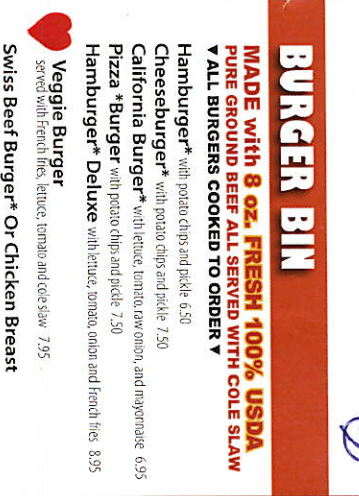 BURGER BIN
MADE with 8 oz. FRESH 100% USDA
PURE GROUND BEEF ALL SERVED WITH COLE SLAW
▼ ALL BURGERS COOKED TO ORDER ▼
Hamburger* with potato chips and pickle 6.50
Cheeseburger* with potato chips and pickle 7.50
California Burger* with lettuce, tomato, raw onion, and mayonnaise 6.95
Pizza *Burger with potato chips and pickle 7.50
Hamburger* Deluxe with lettuce, tomato, onion and French fries 8.95
Veggie Burger
served with French fries, lettuce, tomato and cole slaw 7.95
Swiss Beef Burger* Or Chicken Breast